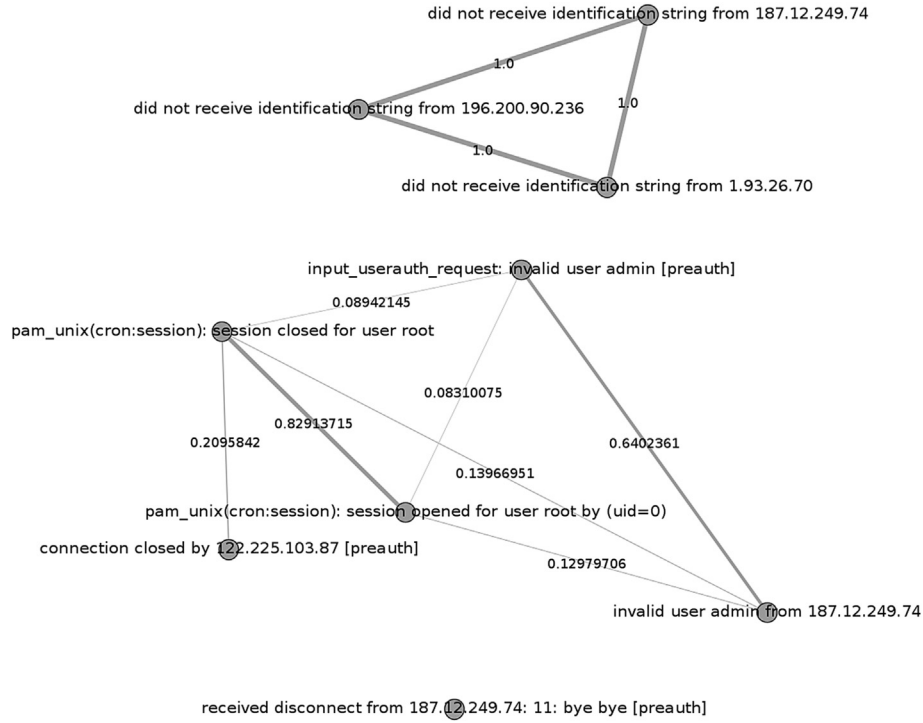 did not receive identification string from 187.12.249.74
1.0
1.0
did not receive identification string from 196.200.90.236
1.0
did not receive identification string from 1.93.26.70
input_userauth_request: invalid user admin [preauth]
0.08942145
pam_unix(cron:session): session closed for user root
0.08310075
0.82913715
0.2095842
0.6402361
0.13966951
pam_unix(cron:session): session opened for user root by (uid=0)
connection closed by 122.225.103.87 [preauth]
0.12979706
invalid user admin from 187.12.249.74
received disconnect from 187.12.249.74: 11: bye bye [preauth]